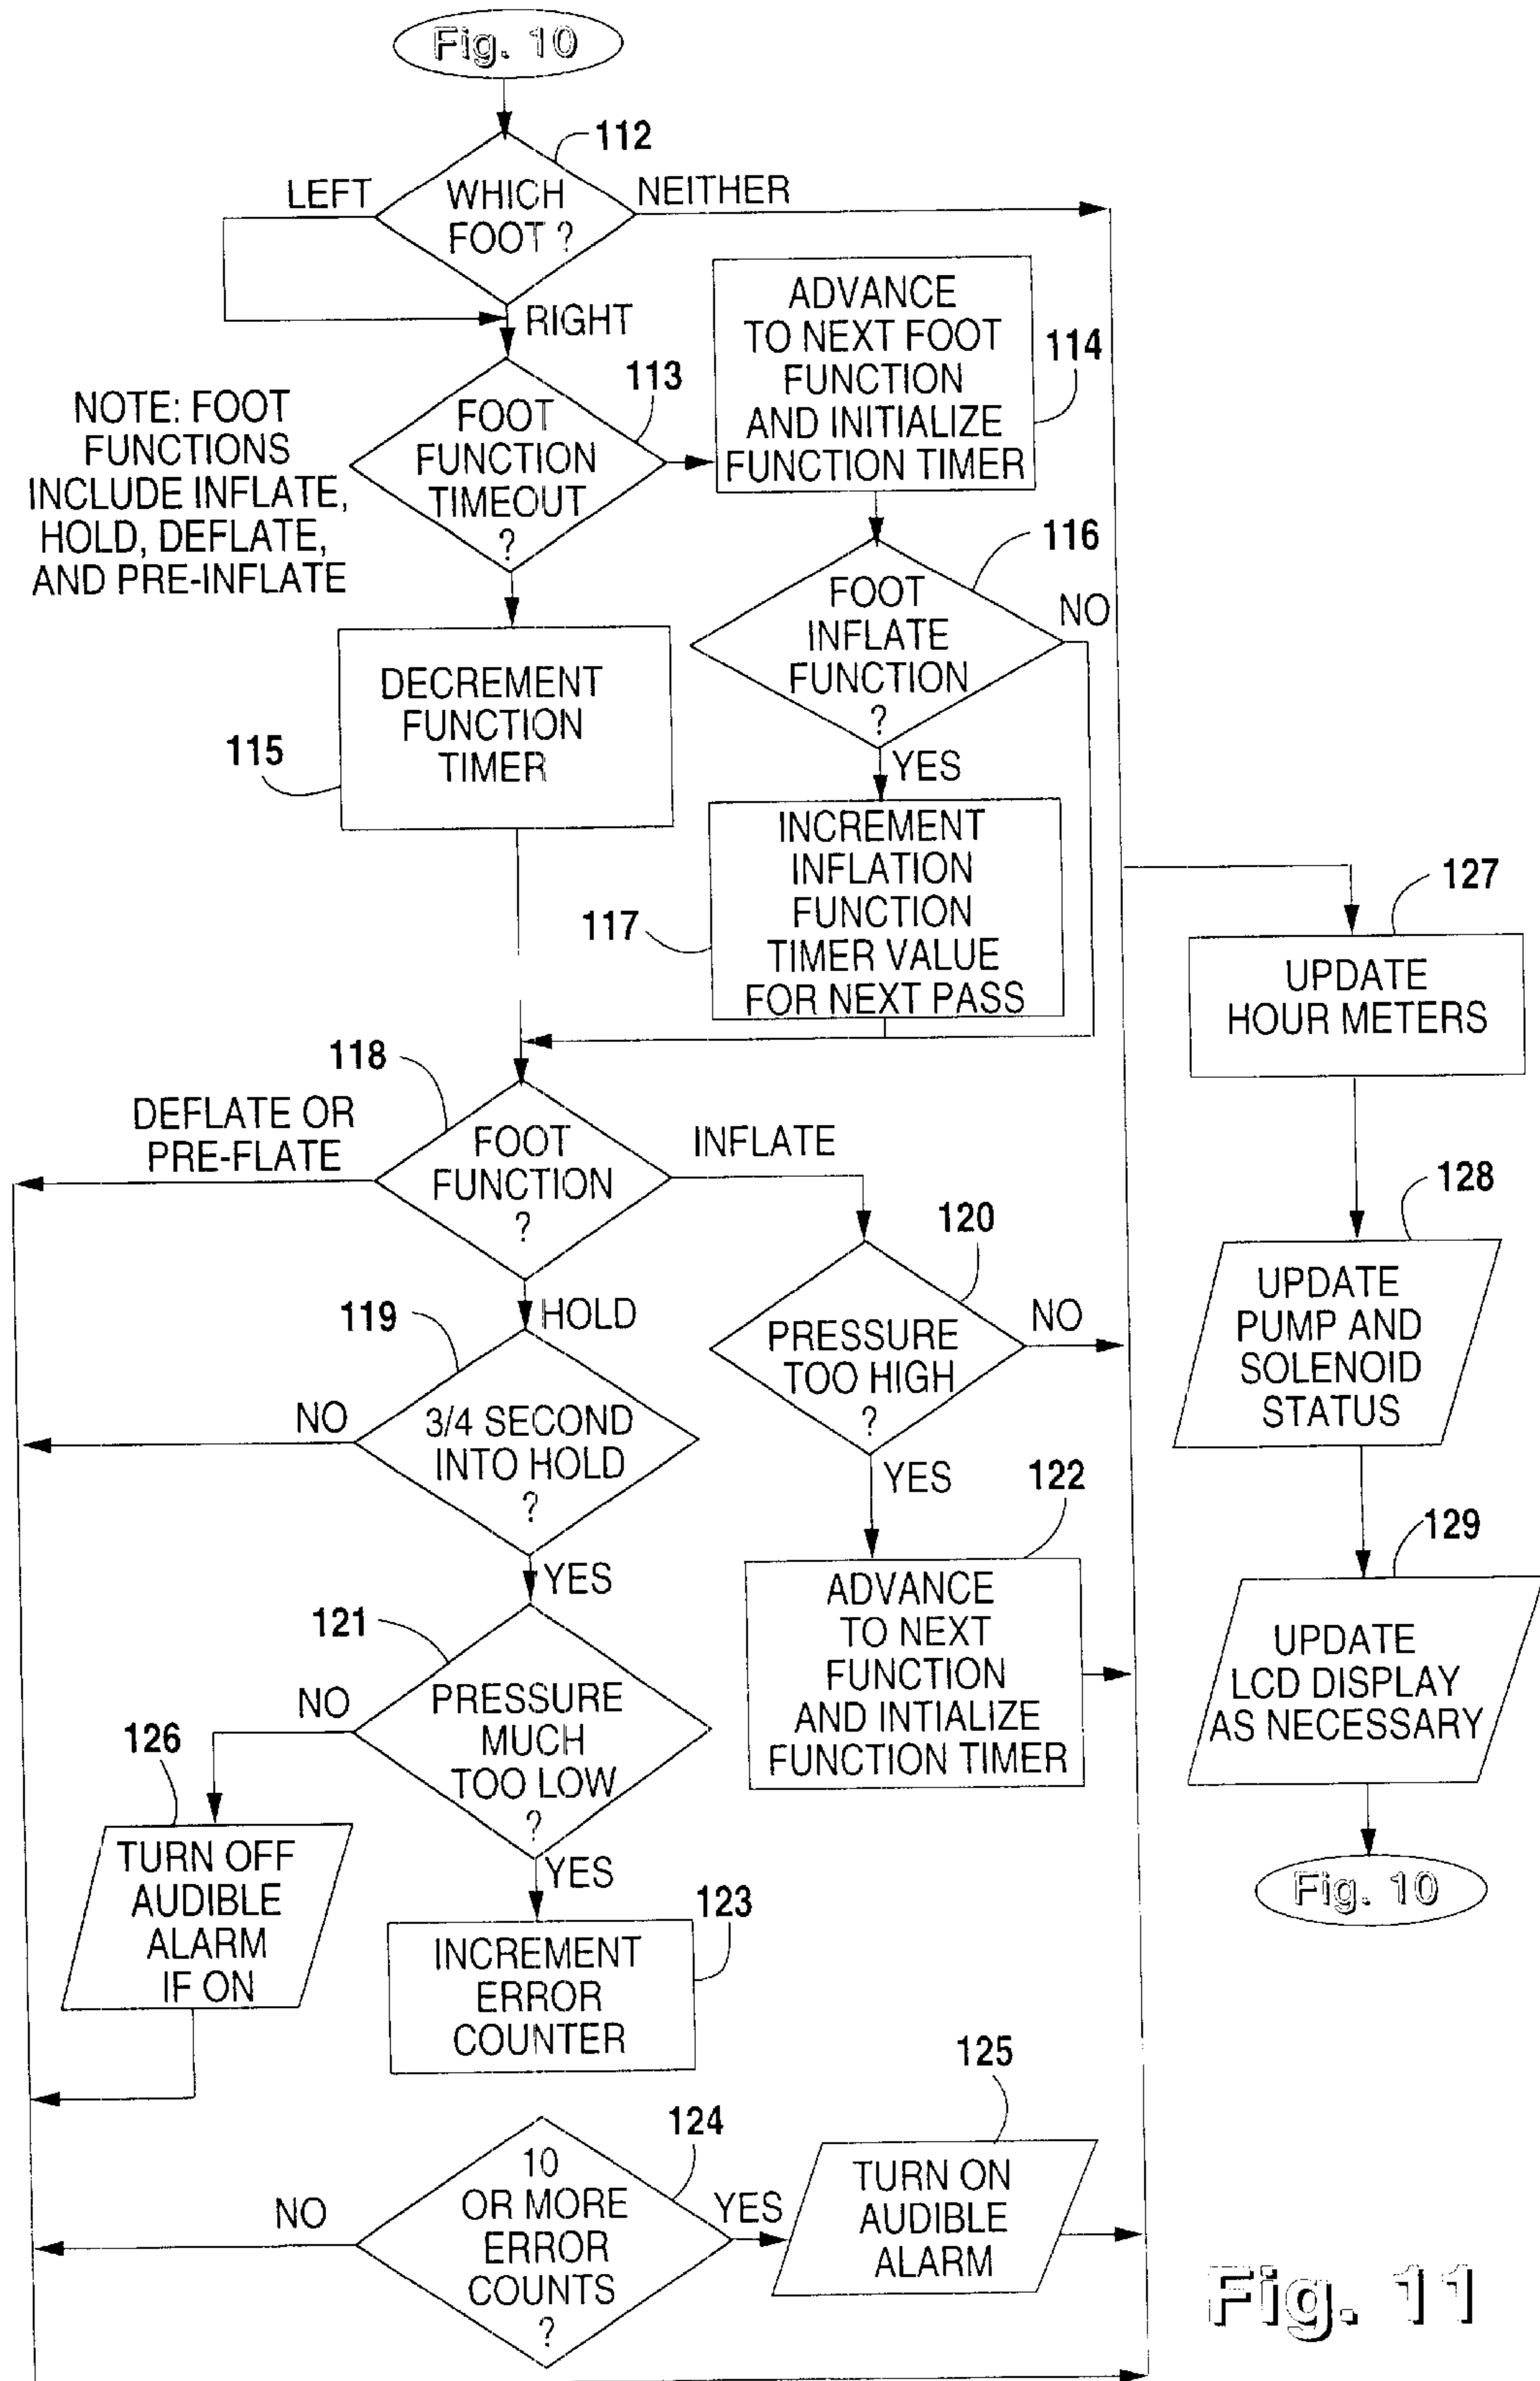 Fig. 10
112
LEFT
WHICH
FOOT ?
NEITHER
RIGHT
NOTE: FOOT
FUNCTIONS
INCLUDE INFLATE,
HOLD, DEFLATE,
AND PRE-INFLATE
113
FOOT
FUNCTION
TIMEOUT
?
ADVANCE
TO NEXT FOOT
FUNCTION
AND INITIALIZE
FUNCTION TIMER
114
116
FOOT
INFLATE
FUNCTION
?
NO
YES
DECREMENT
FUNCTION
TIMER
115
INCREMENT
INFLATION
FUNCTION
TIMER VALUE
FOR NEXT PASS
117
127
UPDATE
HOUR METERS
118
DEFLATE OR
PRE-FLATE
FOOT
FUNCTION
?
INFLATE
HOLD
128
UPDATE
PUMP AND
SOLENOID
STATUS
120
PRESSURE
TOO HIGH
?
NO
YES
119
NO
3/4 SECOND
INTO HOLD
?
YES
122
ADVANCE
TO NEXT
FUNCTION
AND INTIALIZE
FUNCTION TIMER
129
UPDATE
LCD DISPLAY
AS NECESSARY
Fig. 10
121
NO
PRESSURE
MUCH
TOO LOW
?
YES
126
TURN OFF
AUDIBLE
ALARM
IF ON
123
INCREMENT
ERROR
COUNTER
124
NO
10
OR MORE
ERROR
COUNTS
?
YES
125
TURN ON
AUDIBLE
ALARM
Fig. 11